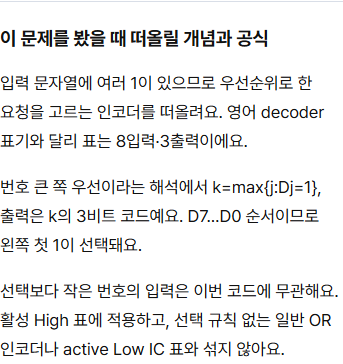 이 문제를 봤을 때 떠올릴 개념과 공식
입력 문자열에 여러 1이 있으므로 우선순위로 한
요청을 고르는 인코더를 떠올려요. 영어 decoder
표기와 달리 표는 8입력·3출력이에요.
번호 큰 쪽 우선이라는 해석에서 k=max{j:Dj=1},
출력은 k의 3비트 코드예요. D7…D0 순서이므로
왼쪽 첫 1이 선택돼요.
선택보다 작은 번호의 입력은 이번 코드에 무관해요.
활성 High 표에 적용하고, 선택 규칙 없는 일반 OR
인코더나 active Low IC 표와 섞지 않아요.